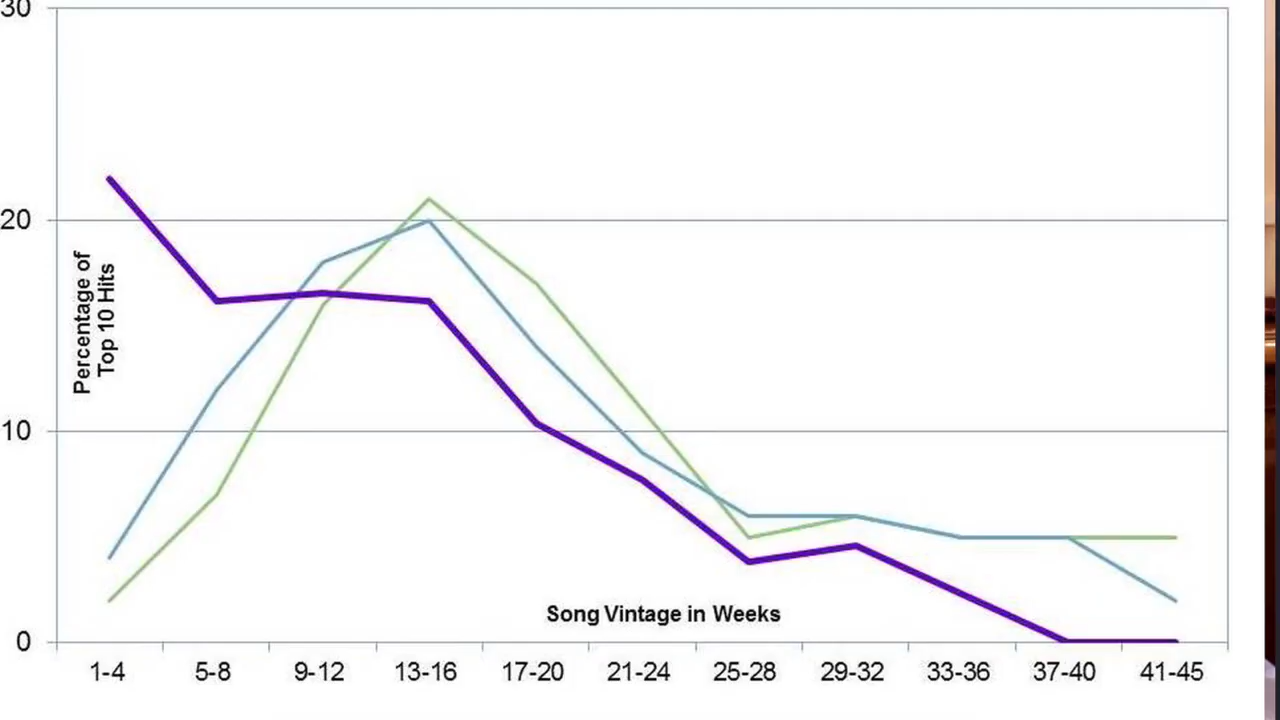 30
20
10
0
Percentage of
Top 10 Hits
Song Vintage in Weeks
1-4 5-8 9-12 13-16 17-20 21-24 25-28 29-32 33-36 37-40 41-45